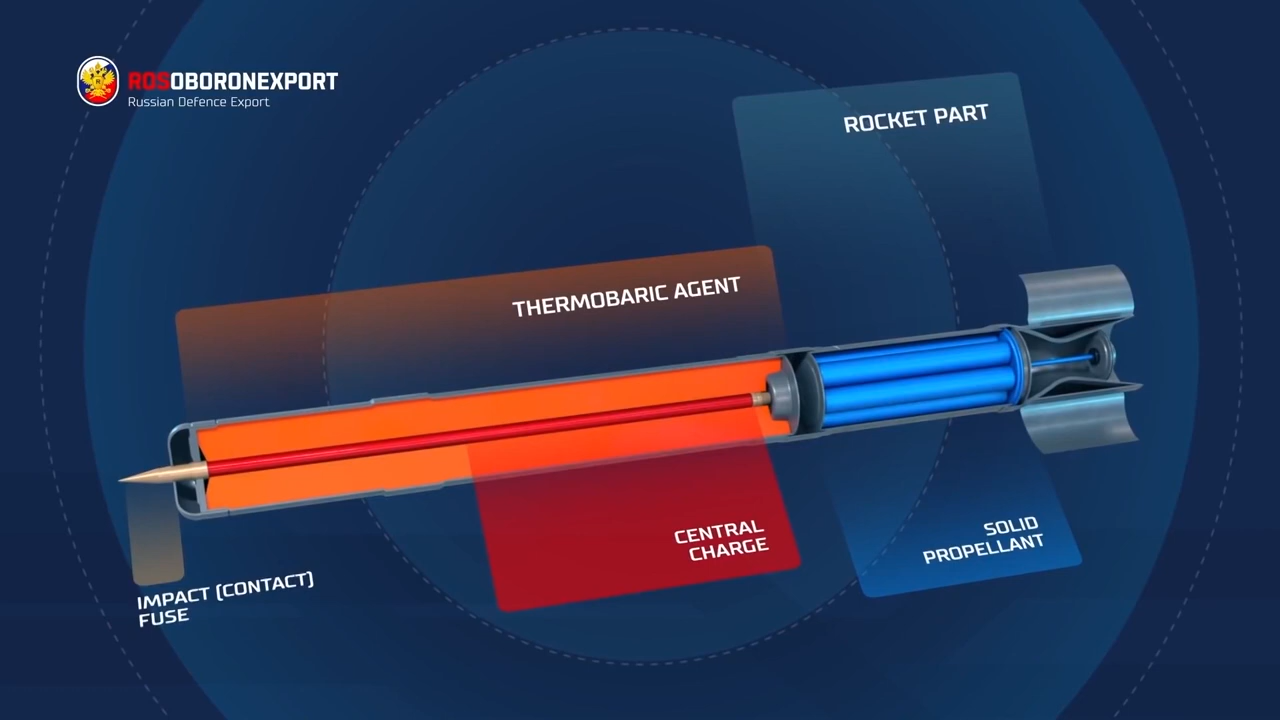 ROSOBORONEXPORT
Russian Defence Export
ROCKET PART
THERMOBARIC AGENT
CENTRAL
CHARGE
SOLID
PROPELLANT
IMPACT (CONTACT)
FUSE